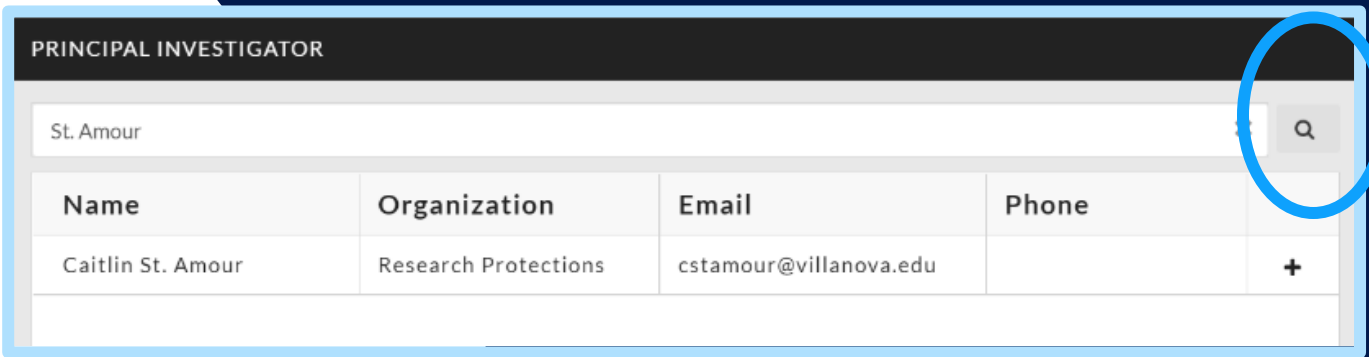 PRINCIPAL INVESTIGATOR
St. Amour
Name Organization Email Phone
Caitlin St. Amour Research Protections cstamour@villanova.edu +